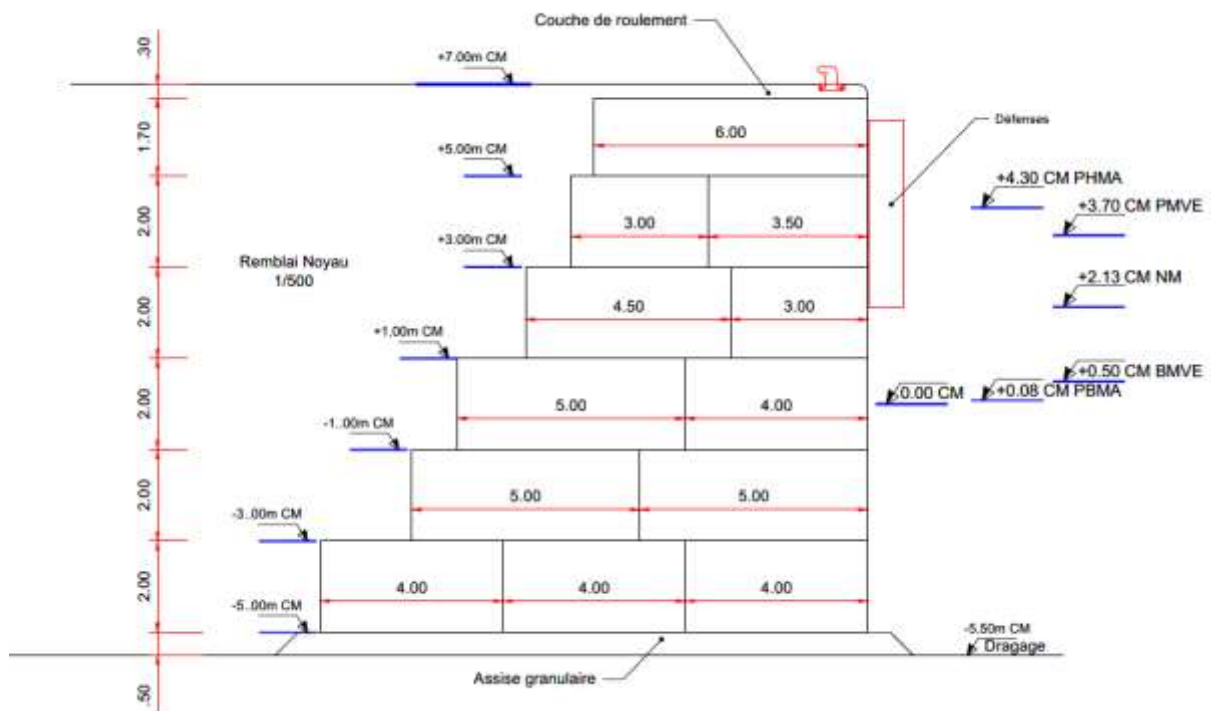 Couche de roulement
.30
+7.00m CM
1.70
6.00
Défenses
+5.00m CM
+4.30 CM PHMA
2.00
3.00
3.50
+3.70 CM PMVE
+3.00m CM
Remblai Noyau
1/500
+2.13 CM NM
2.00
4.50
3.00
+1,00m CM
+0.50 CM BMVE
0.00 CM
+0.08 CM PBMA
2.00
5.00
4.00
-1..00m CM
2.00
5.00
5.00
-3..00m CM
2.00
4.00
4.00
4.00
-5..00m CM
-5.50m CM
Dragage
Assise granulaire
.50